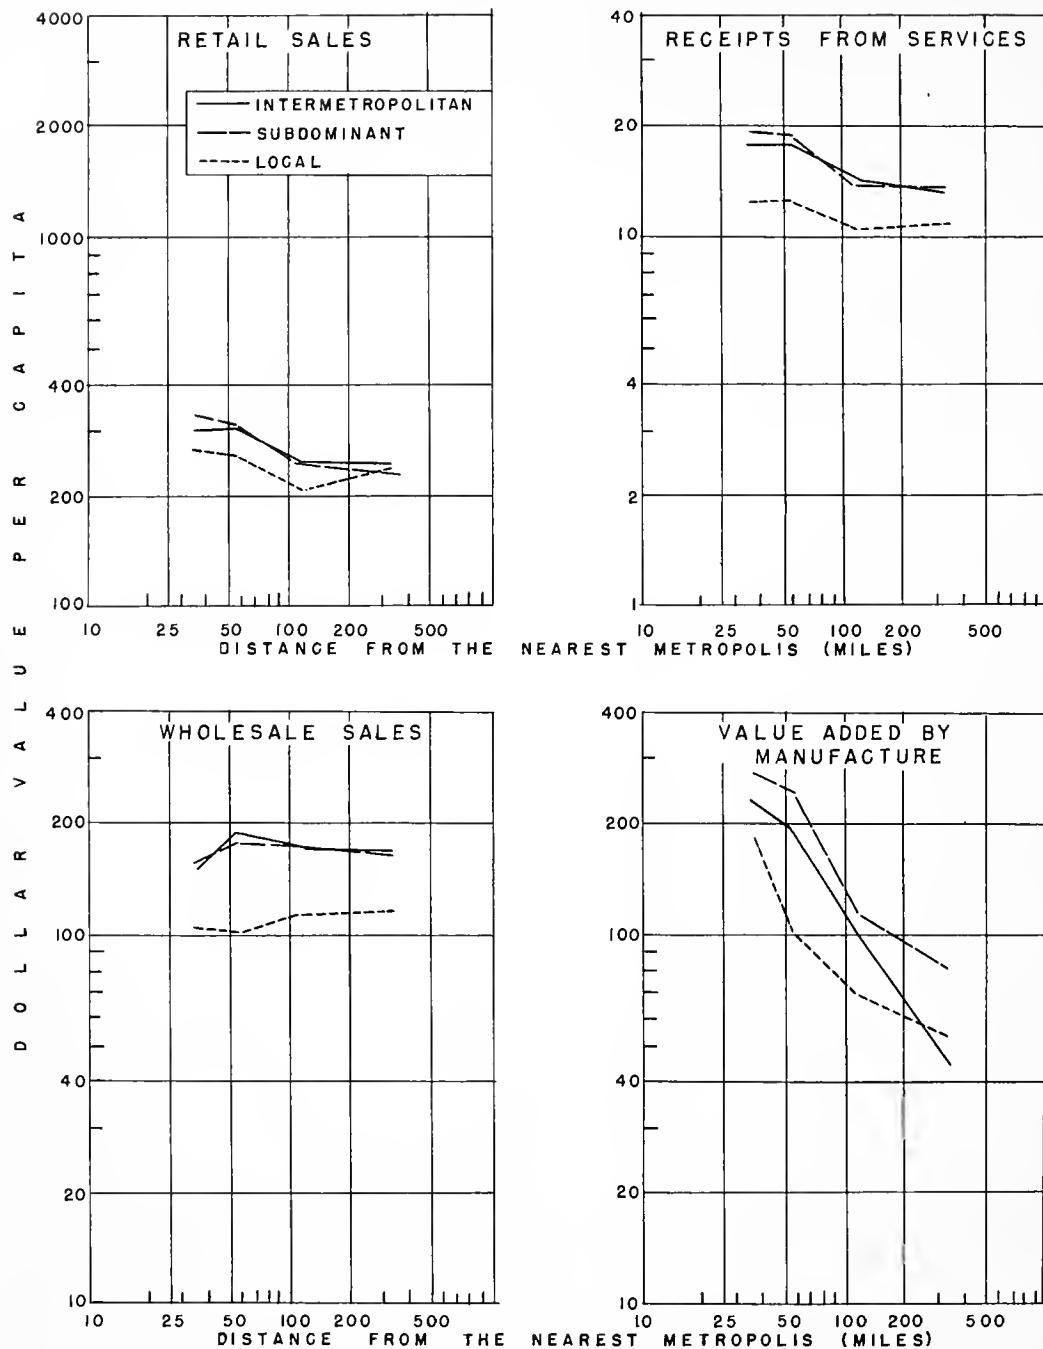 DOLLAR VALUE PER CAPITA
RETAIL SALES
INTERMETROPOLITAN
SUBDOMINANT
LOCAL
4000
2000
1000
400
200
100
10 25 50 100 200 500
RECEIPTS FROM SERVICES
40
20
10
4
2
1
10 25 50 100 200 500
DISTANCE FROM THE NEAREST METROPOLIS (MILES)
WHOLESALE SALES
400
200
100
40
20
10
10 25 50 100 200 500
VALUE ADDED BY
MANUFACTURE
400
200
100
40
20
10
10 25 50 100 200 500
DISTANCE FROM THE NEAREST METROPOLIS (MILES)